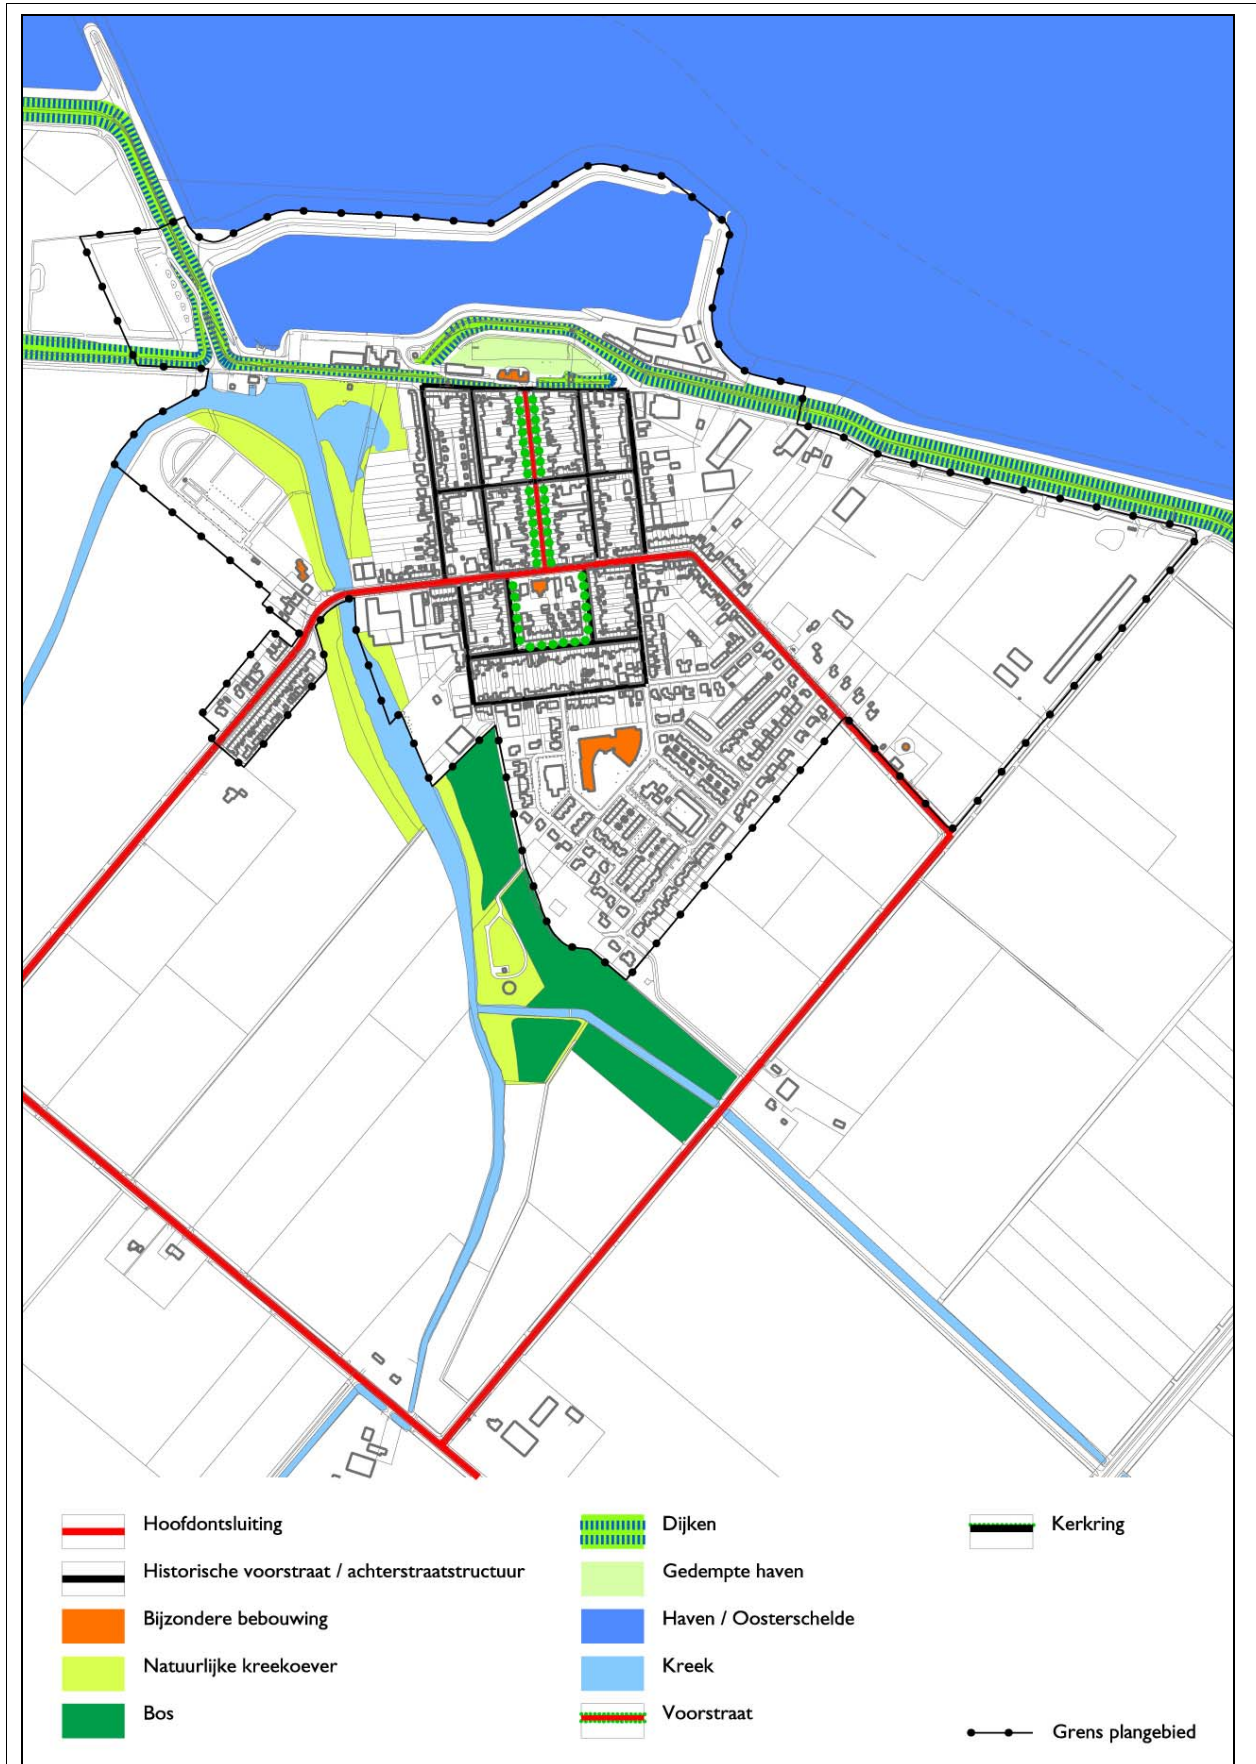 Hoofdontsluiting
Historische voorstraat / achterstraatstructuur
Bijzondere bebouwing
Natuurlijke kreekoever
Bos
Dijken
Gedempte haven
Haven / Oosterschelde
Kreek
Voorstraat
Kerkring
Grens plangebied